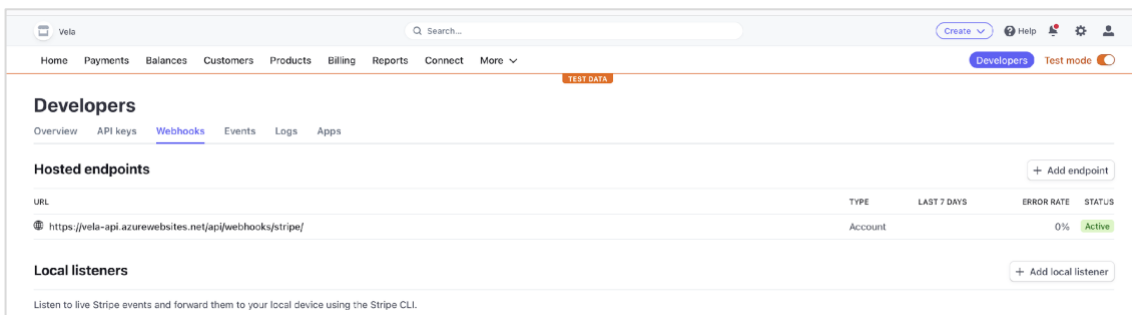 Vela
Search...
Create
Help
Home Payments Balances Customers Products Billing Reports Connect More
Developers
Test mode
TEST DATA
Developers
Overview API keys Webhooks Events Logs Apps
Hosted endpoints
+ Add endpoint
URL TYPE LAST 7 DAYS ERROR RATE STATUS
https://vela-api.azurewebsites.net/api/webhooks/stripe/ Account 0% Active
Local listeners
+ Add local listener
Listen to live Stripe events and forward them to your local device using the Stripe CLI.